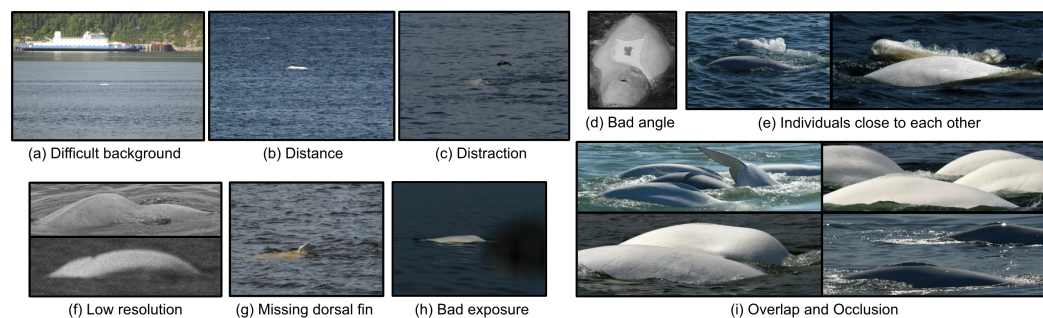 (a) Difficult background
(b) Distance
(c) Distraction
(d) Bad angle
(e) Individuals close to each other
(f) Low resolution
(g) Missing dorsal fin
(h) Bad exposure
(i) Overlap and Occlusion